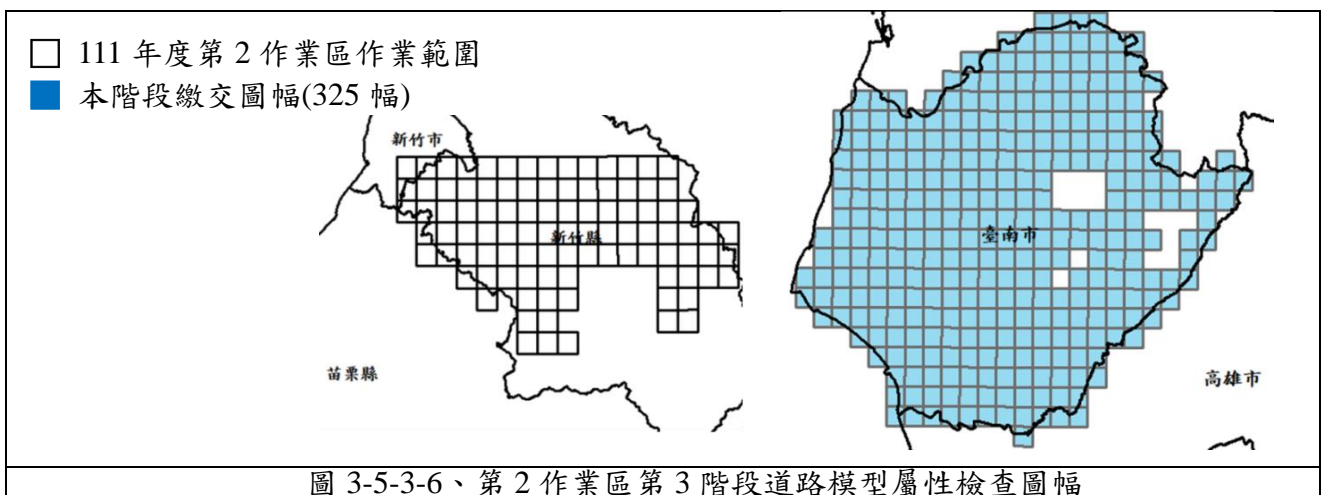 111 年度第 2 作業區作業範圍
本階段繳交圖幅(325 幅)
新竹市
新竹縣
苗栗縣
臺南市
高雄市
圖 3-5-3-6、第 2 作業區第 3 階段道路模型屬性檢查圖幅